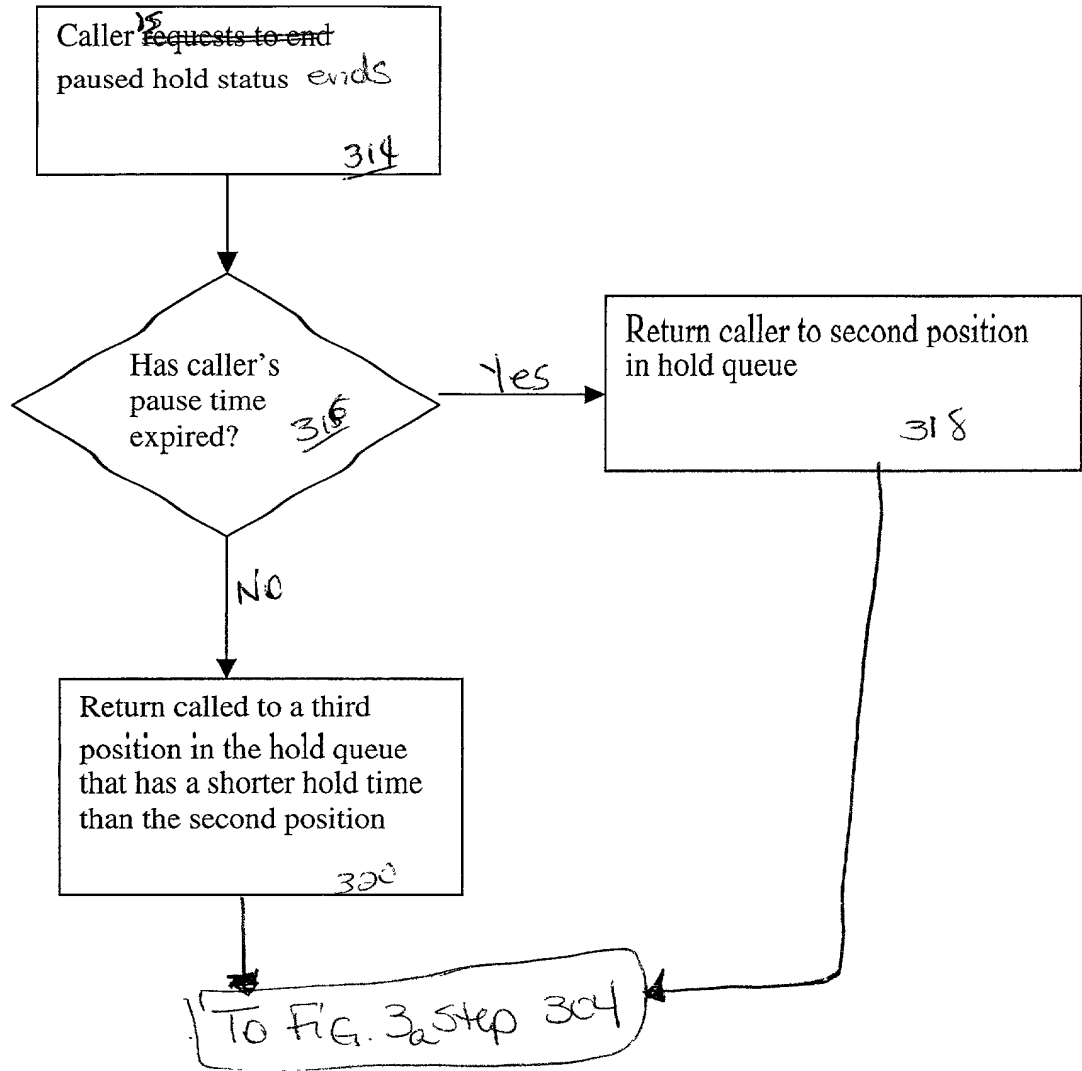 Caller 's requests to end
paused hold status ends
314
Has caller's
pause time
expired?
316
Yes
Return caller to second position
in hold queue
318
NO
Return called to a third
position in the hold queue
that has a shorter hold time
than the second position
320
To FIG. 3a Step 304